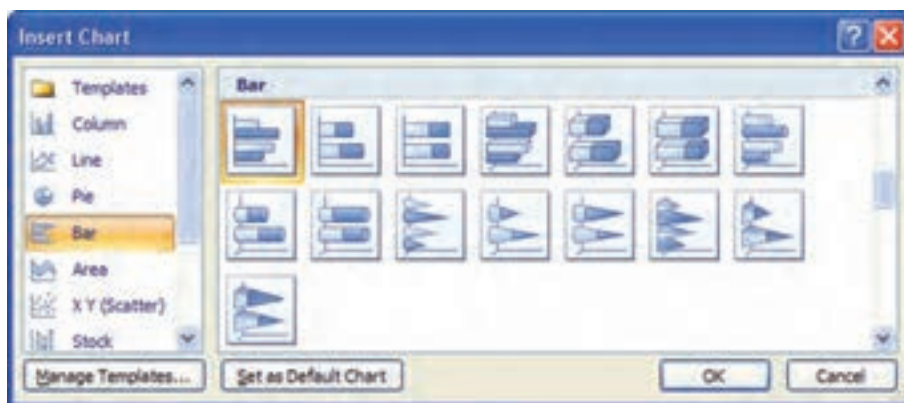 Insert Chart
Templates
Column
Line
Pie
Bar
Area
X Y (Scatter)
Stock
Bar
Manage Templates...
Set as Default Chart
OK
Cancel